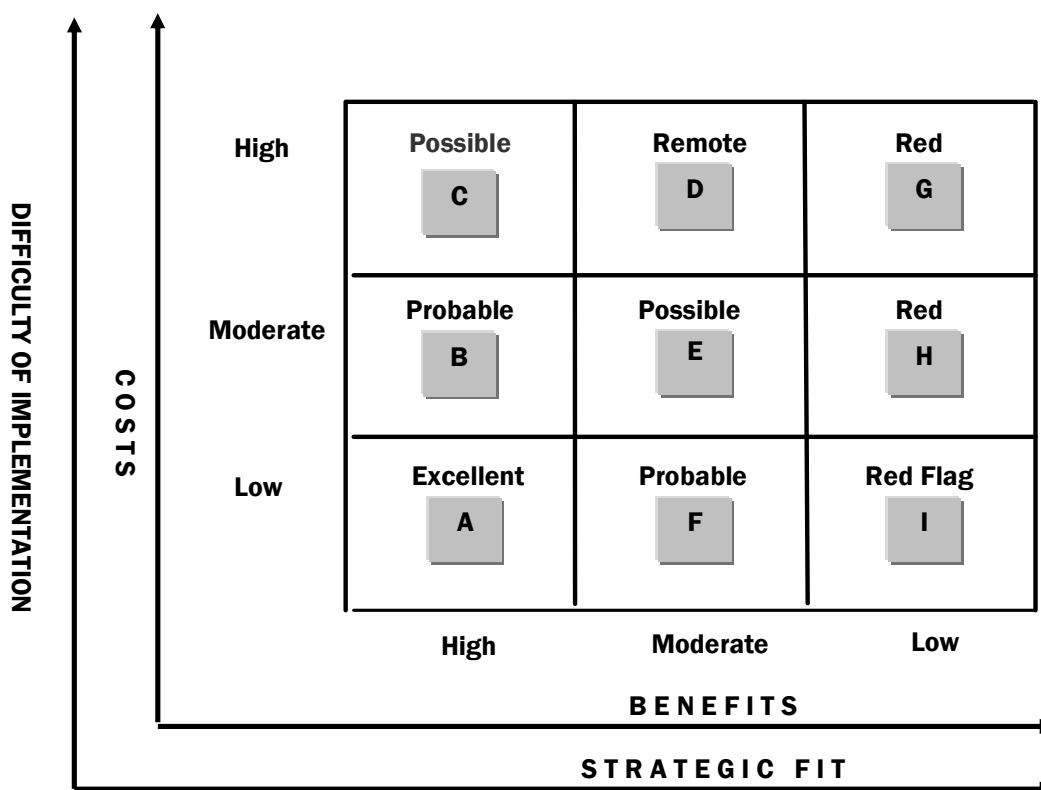 DIFFICULTY OF IMPLEMENTATION
COSTS
High
Possible
C
Remote
D
Red
G
Moderate
Probable
B
Possible
E
Red
H
Low
Excellent
A
Probable
F
Red Flag
I
High
Moderate
Low
BENEFITS
STRATEGIC FIT